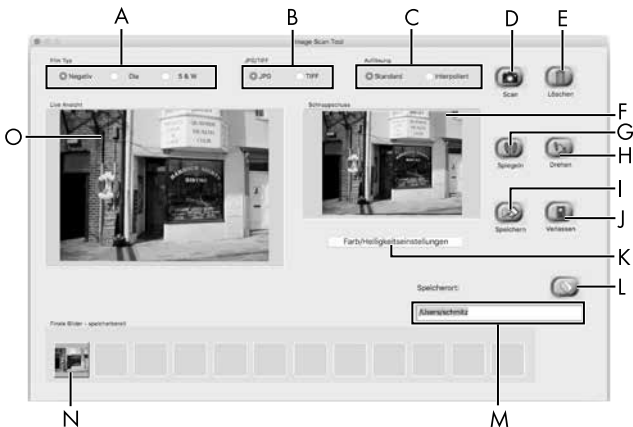 A B C D E
Image Scan Tool
Film Typ JPG/TIFF Auflösung
Negativ Dia S & W JPG TIFF Standard Interpoliert
Scan Löschen
Live Ansicht Schnappschuss
F
O G
Spiegeln Drehen H
I
Speichern Verlassen J
Farb/Helligkeitseinstellungen
K
Speicherort: L
/Users/schmitz
Finale Bilder - speicherbereit
N M